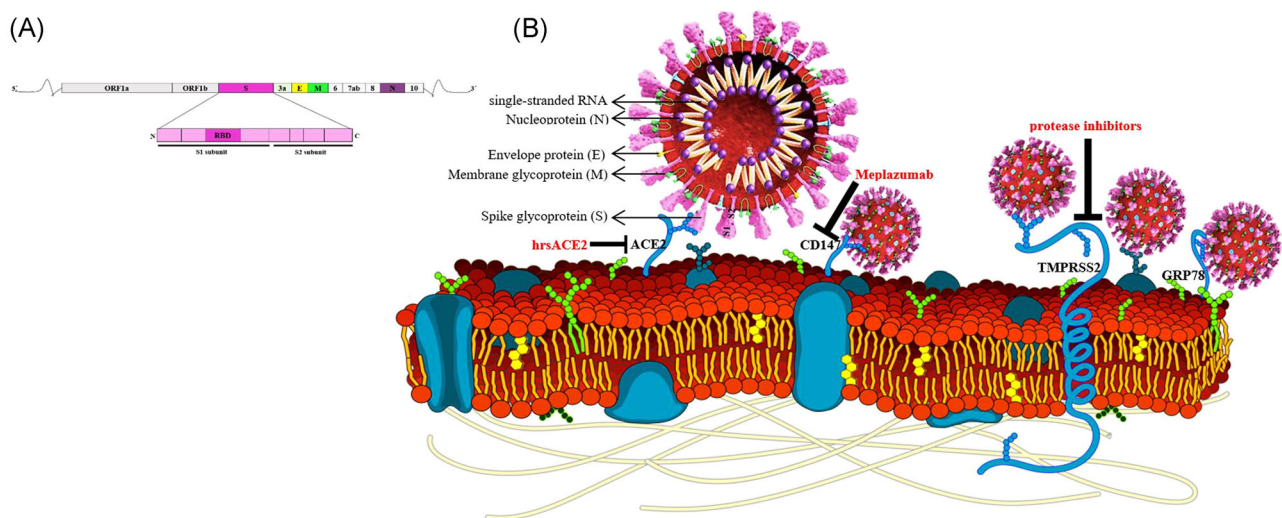 (A)
5'
ORF1a
ORF1b
S
3a
E
M
6
7ab
8
N
10
3'
N
RBD
C
S1 subunit
S2 subunit
(B)
single-stranded RNA
Nucleoprotein (N)
Envelope protein (E)
Membrane glycoprotein (M)
Spike glycoprotein (S)
S1
hrsACE2
ACE2
Meplazumab
CD147
protease inhibitors
TMPRSS2
GRP78